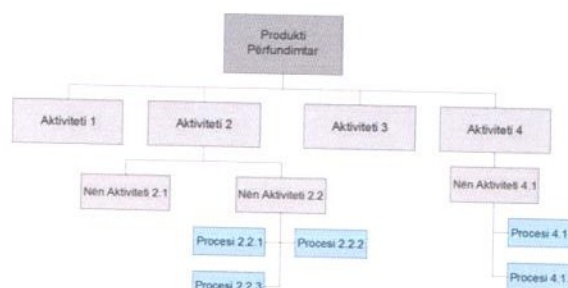 Produkti
Përfundimtar
Aktiviteti 1
Aktiviteti 2
Aktiviteti 3
Aktiviteti 4
Nën Aktiviteti 2.1
Nën Aktiviteti 2.2
Nën Aktiviteti 4.1
Procesi 2.2.1
Procesi 2.2.2
Procesi 4.1
Procesi 2.2.3
Procesi 4.1.